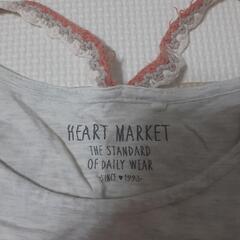 HEART MARKET
THE STANDARD
OF DAILY WEAR
-SINCE ♥ 1993-